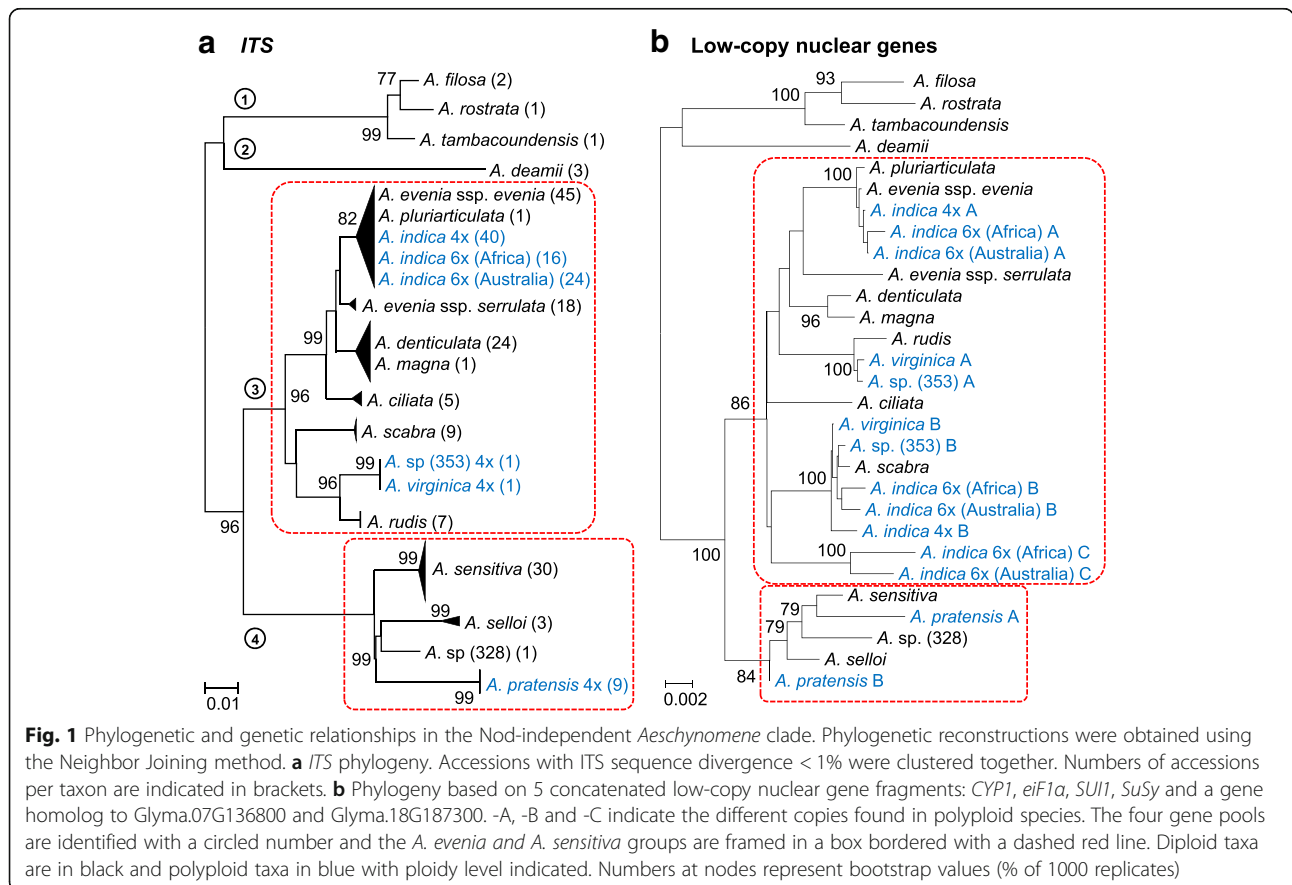 a ITS
77
A. filosa (2)
①
A. rostrata (1)
99
A. tambacoundensis (1)
②
A. deamii (3)
A. evenia ssp. evenia (45)
82
A. pluriarticulata (1)
A. indica 4x (40)
A. indica 6x (Africa) (16)
A. indica 6x (Australia) (24)
A. evenia ssp. serrulata (18)
99
A. denticulata (24)
A. magna (1)
③
96
A. ciliata (5)
A. scabra (9)
99
A. sp (353) 4x (1)
96
A. virginica 4x (1)
A. rudis (7)
96
99
A. sensitiva (30)
99
A. selloi (3)
④
99
A. sp (328) (1)
99
A. pratensis 4x (9)
0.01
b Low-copy nuclear genes
93
A. filosa
100
A. rostrata
A. tambacoundensis
A. deamii
100
A. pluriarticulata
A. evenia ssp. evenia
A. indica 4x A
A. indica 6x (Africa) A
A. indica 6x (Australia) A
A. evenia ssp. serrulata
A. denticulata
96
A. magna
A. rudis
100
A. virginica A
A. sp. (353) A
86
A. ciliata
A. virginica B
A. sp. (353) B
100
A. scabra
A. indica 6x (Africa) B
A. indica 6x (Australia) B
A. indica 4x B
100
100
A. indica 6x (Africa) C
A. indica 6x (Australia) C
A. sensitiva
79
A. pratensis A
79
A. sp. (328)
A. selloi
84
A. pratensis B
0.002
Fig. 1 Phylogenetic and genetic relationships in the Nod-independent Aeschynomene clade. Phylogenetic reconstructions were obtained using
the Neighbor Joining method. a ITS phylogeny. Accessions with ITS sequence divergence < 1% were clustered together. Numbers of accessions
per taxon are indicated in brackets. b Phylogeny based on 5 concatenated low-copy nuclear gene fragments: CYP1, eiF1a, SUI1, SuSy and a gene
homolog to Glyma.07G136800 and Glyma.18G187300. -A, -B and -C indicate the different copies found in polyploid species. The four gene pools
are identified with a circled number and the A. evenia and A. sensitiva groups are framed in a box bordered with a dashed red line. Diploid taxa
are in black and polyploid taxa in blue with ploidy level indicated. Numbers at nodes represent bootstrap values (% of 1000 replicates)